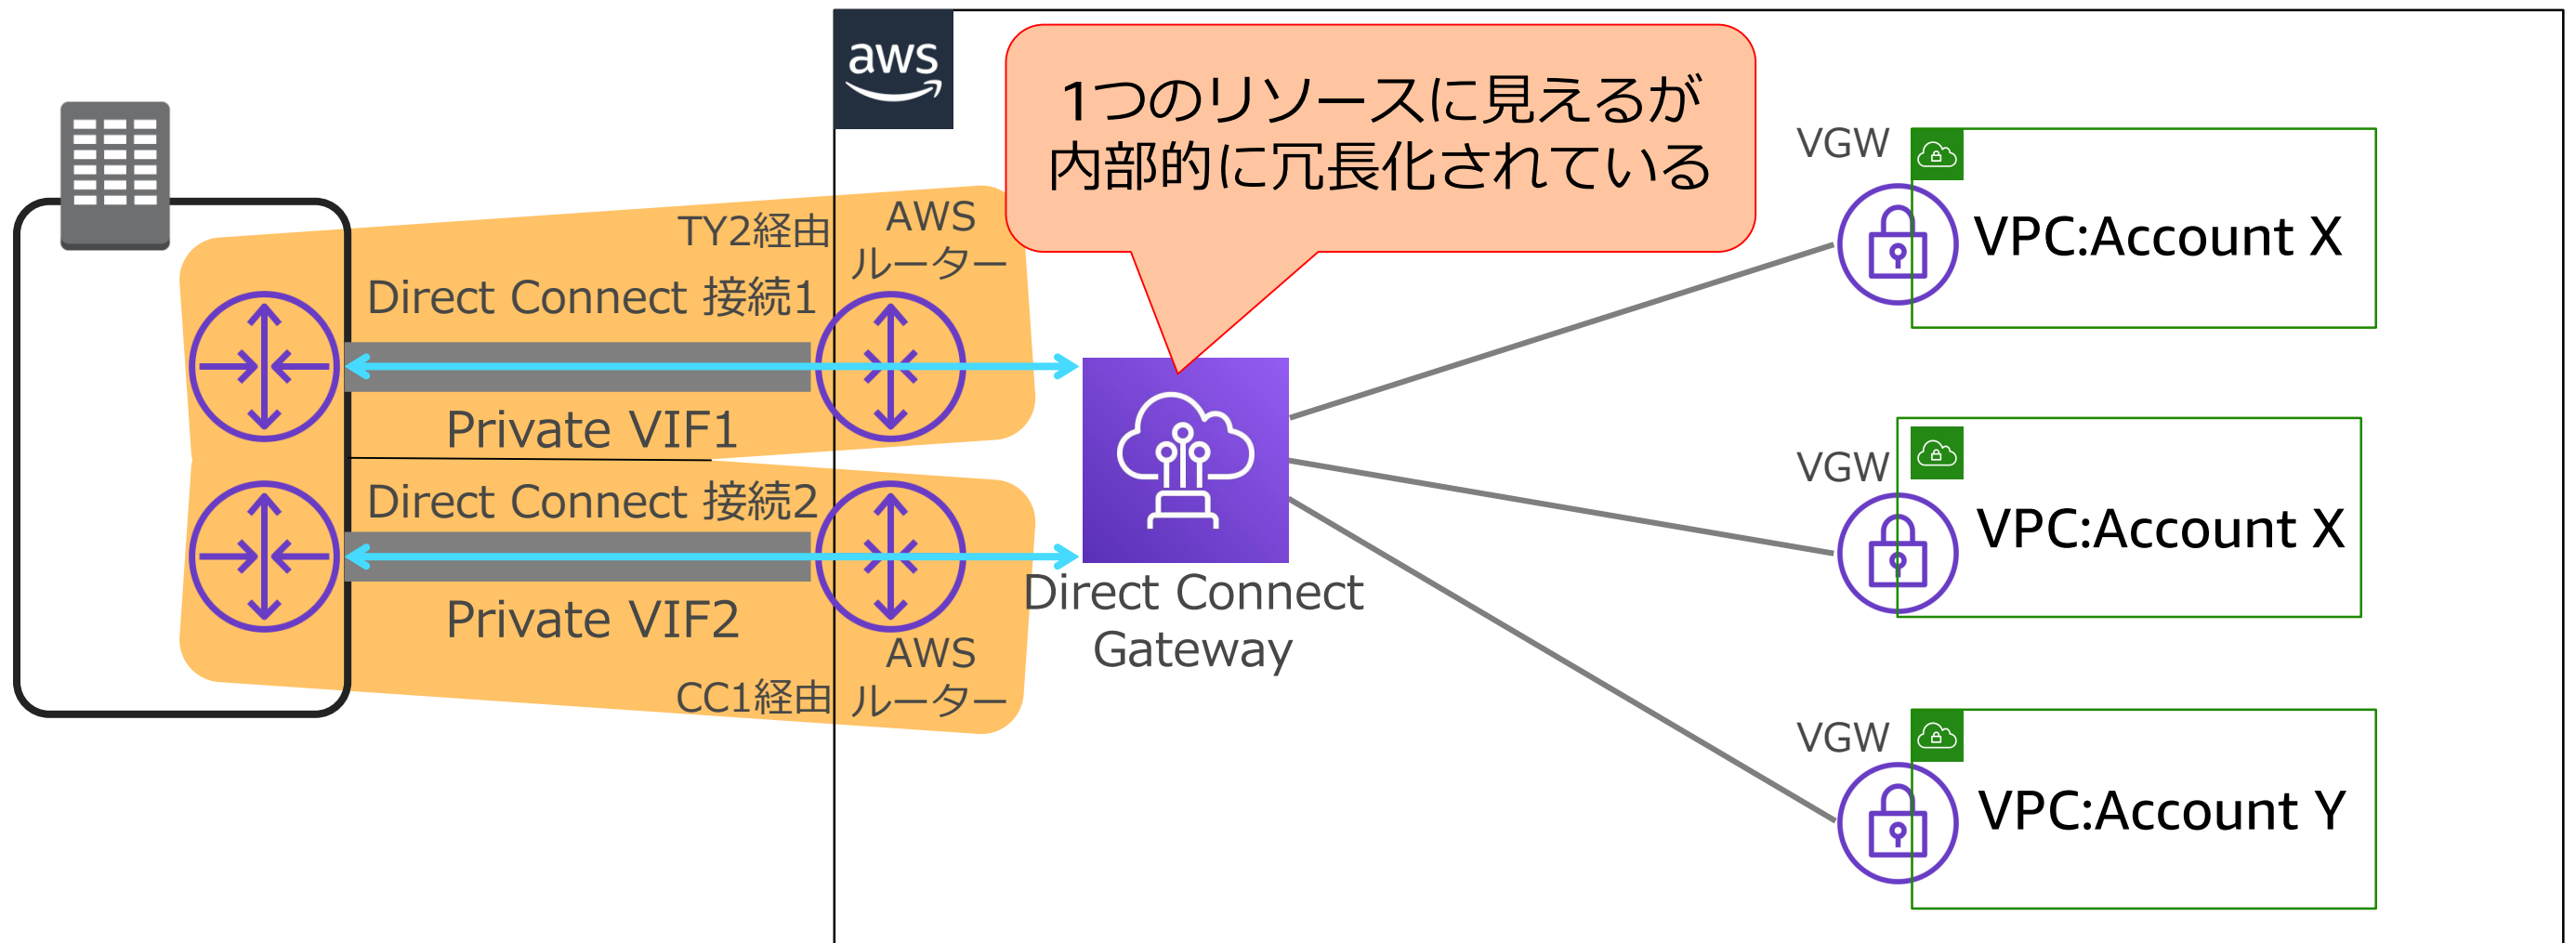 aws
1つのリソースに見えるが
内部的に冗長化されている
TY2経由
AWS
ルーター
Direct Connect 接続1
Private VIF1
Direct Connect 接続2
Private VIF2
AWS
ルーター
CC1経由
Direct Connect
Gateway
VGW
VPC:Account X
VGW
VPC:Account X
VGW
VPC:Account Y